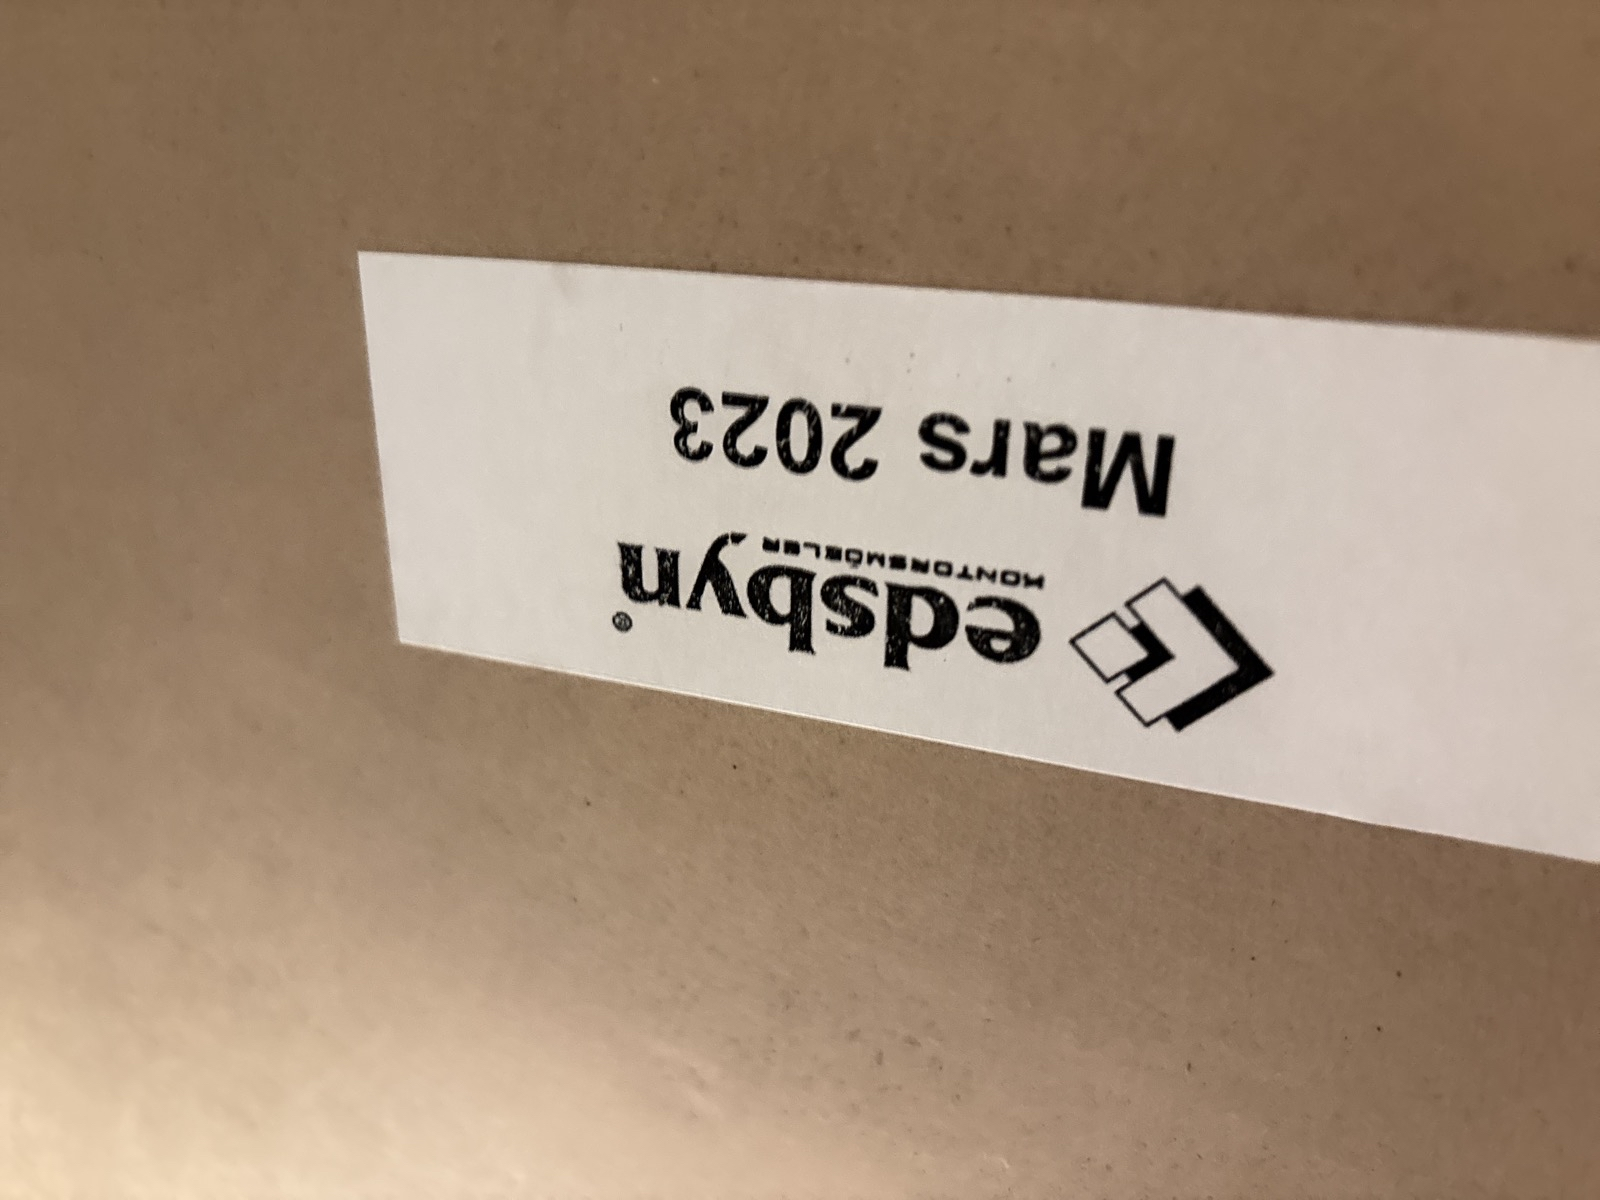 edsbyn®
KONTORSMÖBLER
Mars 2023